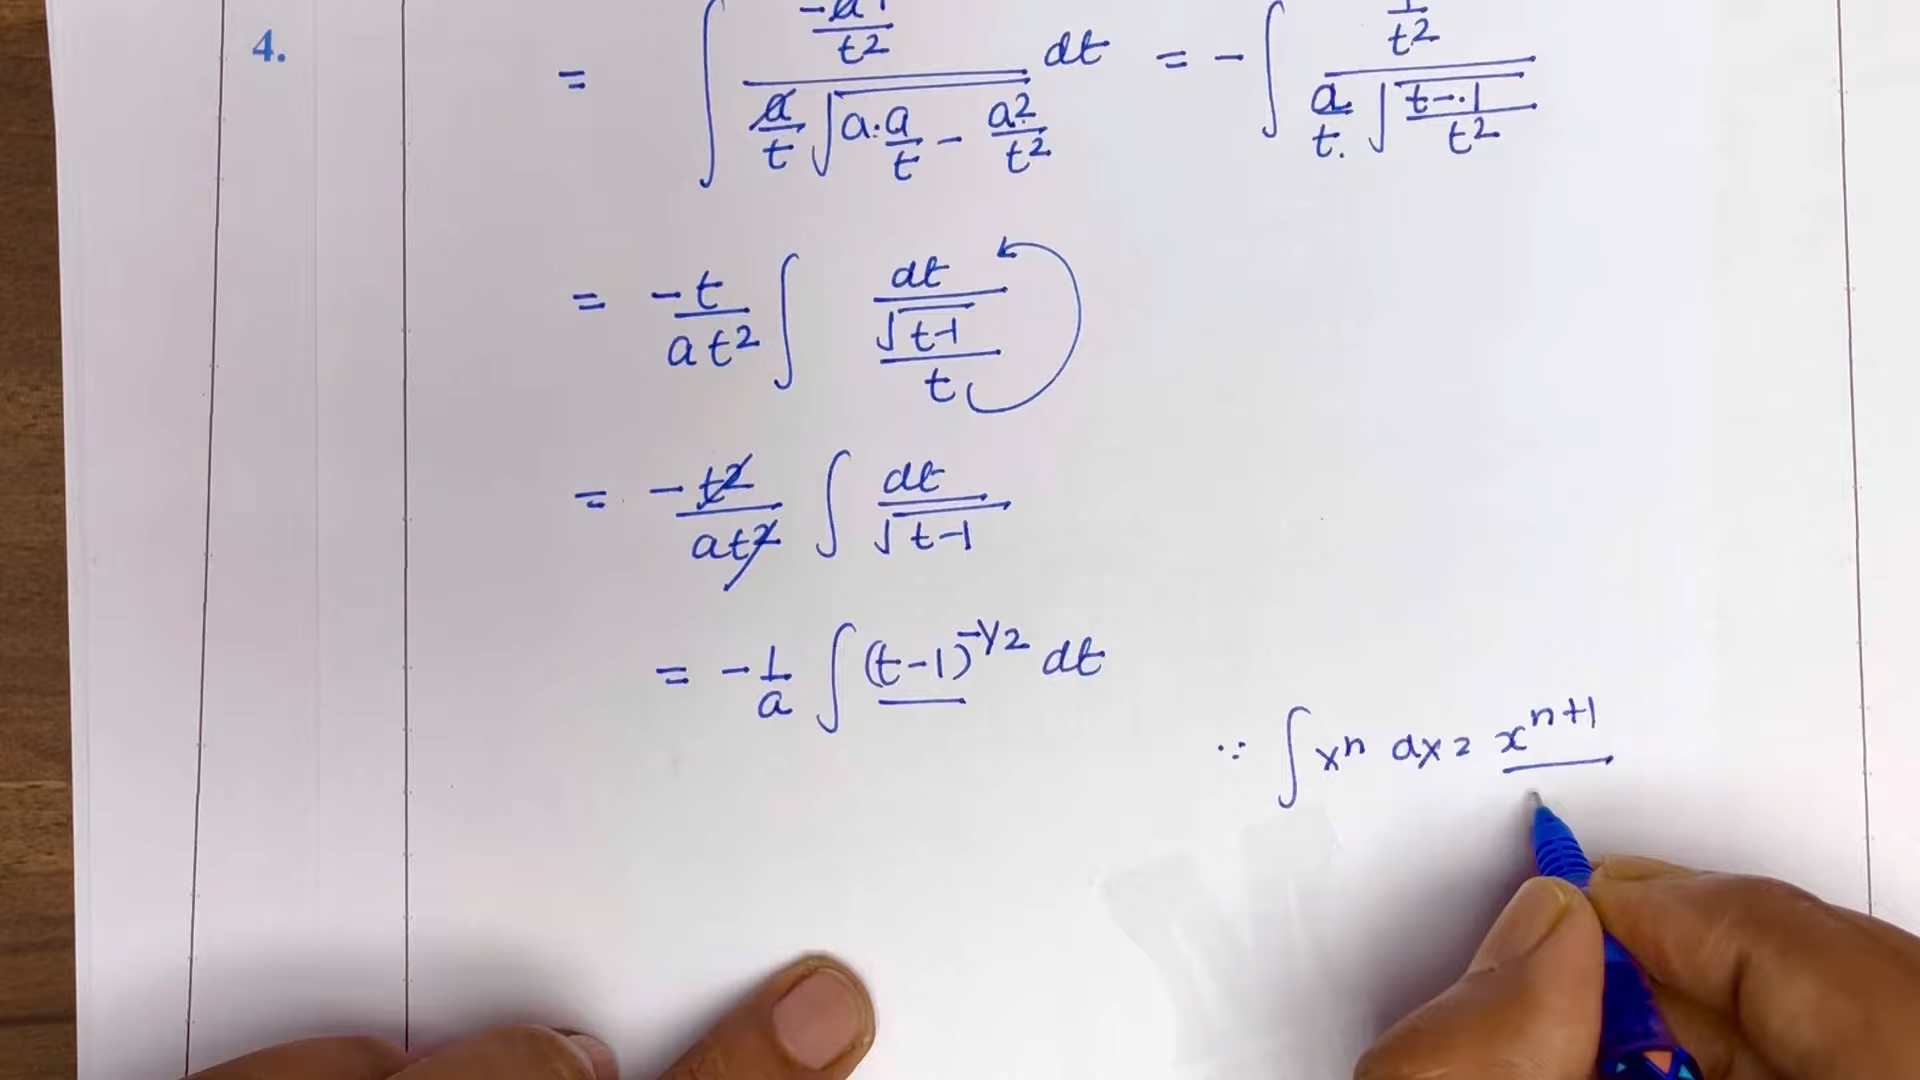 4.
= ∫ (-a̸ 1/t²) / (a̸/t √(a·a/t - a²/t²)) dt = - ∫ (1/t²) / (a/t. √((t-1)/t²))
= -t/at² ∫ dt / (√(t-1)/t)
= -t²/at² ∫ dt/√(t-1)
= -1/a ∫ (t-1)^(-1/2) dt
∵ ∫ xⁿ dx = x^(n+1)